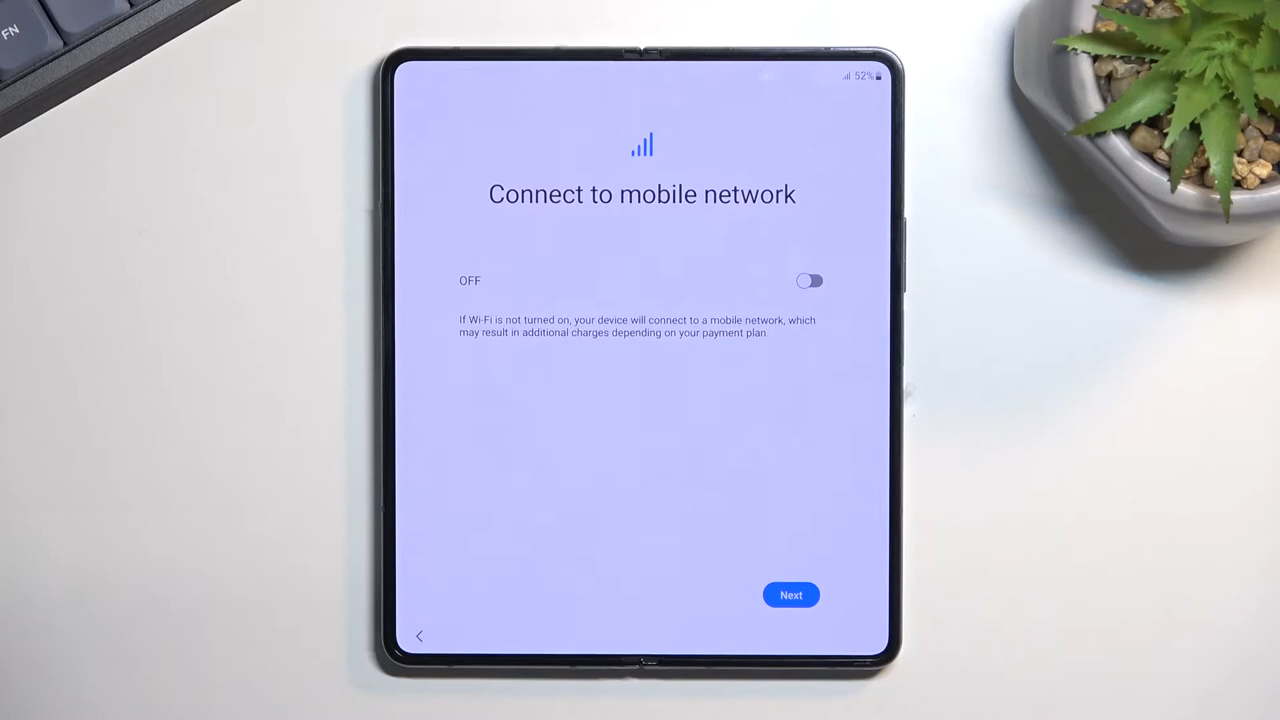 FN
52%
Connect to mobile network
OFF
If Wi-Fi is not turned on, your device will connect to a mobile network, which
may result in additional charges depending on your payment plan.
Next